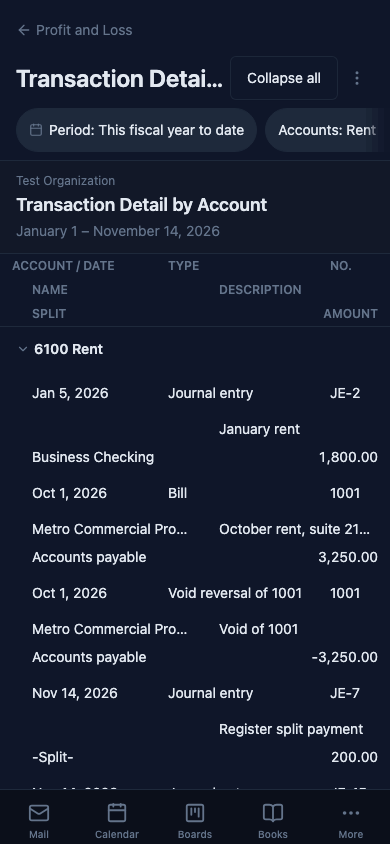 Profit and Loss
Transaction Detai...
Collapse all
Period: This fiscal year to date
Accounts: Rent
Test Organization
Transaction Detail by Account
January 1 – November 14, 2026
ACCOUNT / DATE TYPE NO.
NAME DESCRIPTION
SPLIT AMOUNT
6100 Rent
Jan 5, 2026 Journal entry JE-2
January rent
Business Checking 1,800.00
Oct 1, 2026 Bill 1001
Metro Commercial Pro... October rent, suite 21...
Accounts payable 3,250.00
Oct 1, 2026 Void reversal of 1001 1001
Metro Commercial Pro... Void of 1001
Accounts payable -3,250.00
Nov 14, 2026 Journal entry JE-7
Register split payment
-Split- 200.00
Mail Calendar Boards Books More